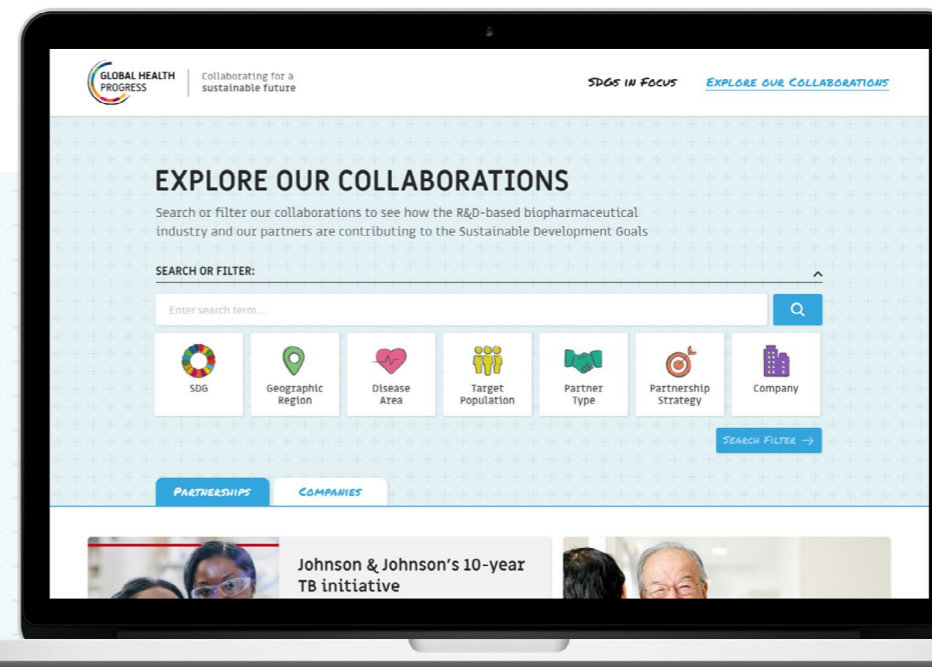 GLOBAL HEALTH
PROGRESS
Collaborating for a
sustainable future
SDGs in Focus
Explore our Collaborations
EXPLORE OUR COLLABORATIONS
Search or filter our collaborations to see how the R&D-based biopharmaceutical
industry and our partners are contributing to the Sustainable Development Goals
SEARCH OR FILTER:
Enter search term...
SDG
Geographic
Region
Disease
Area
Target
Population
Partner
Type
Partnership
Strategy
Company
Search Filter →
Partnerships
Companies
Johnson & Johnson's 10-year
TB initiative